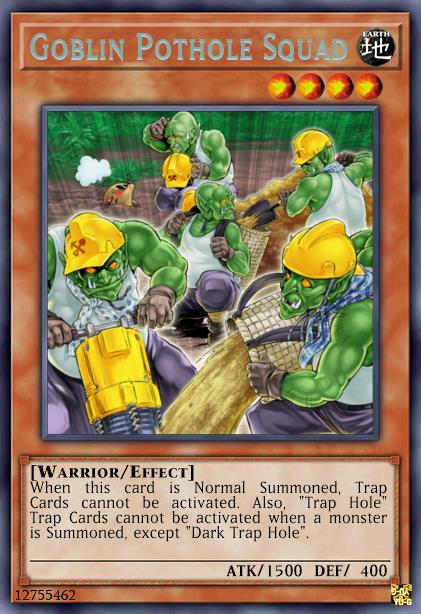 Goblin Pothole Squad
EARTH
地
[Warrior/Effect]
When this card is Normal Summoned, Trap
Cards cannot be activated. Also, "Trap Hole"
Trap Cards cannot be activated when a monster
is Summoned, except "Dark Trap Hole".
ATK/1500 DEF/ 400
12755462